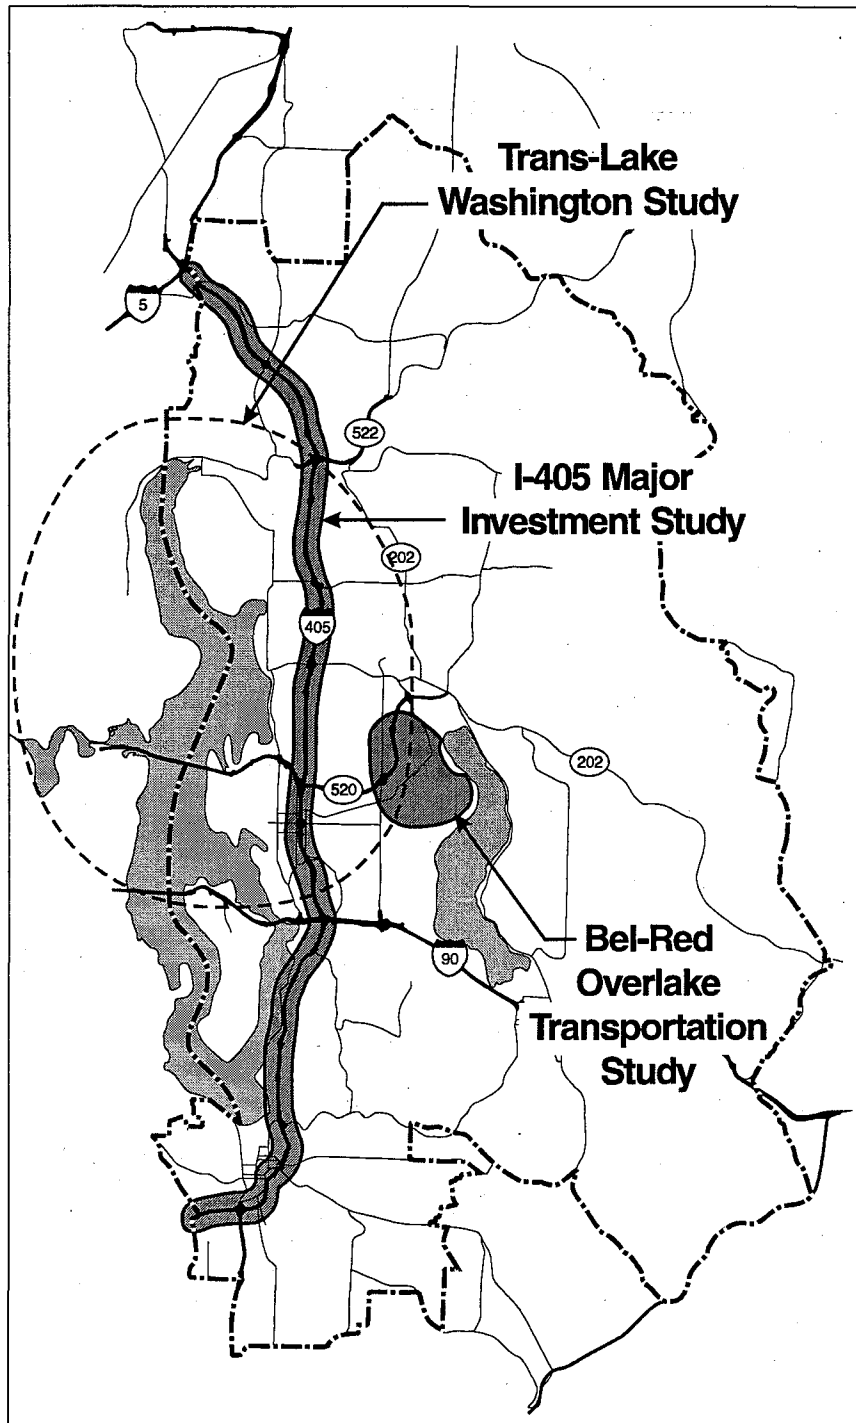 Trans-Lake
Washington Study
5
522
I-405 Major
Investment Study
202
405
202
520
Bel-Red
Overlake
Transportation
Study
90